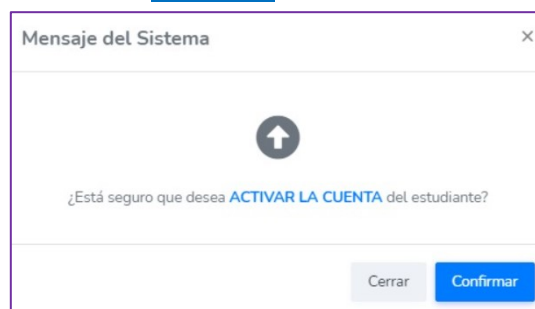 Mensaje del Sistema ×
¿Está seguro que desea ACTIVAR LA CUENTA del estudiante?
Cerrar Confirmar